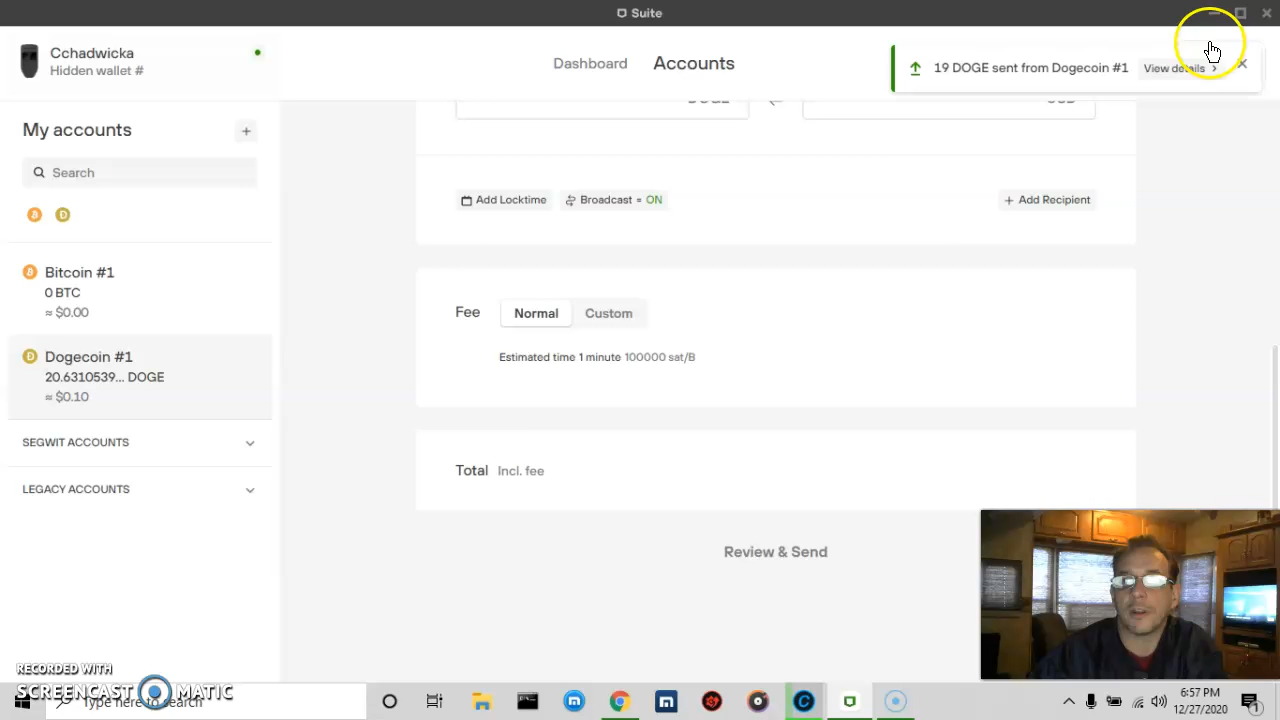 Suite
Cchadwicka
Hidden wallet #
Dashboard
Accounts
19 DOGE sent from Dogecoin #1
View details
My accounts
Search
Bitcoin #1
0 BTC
≈ $0.00
Dogecoin #1
20.6310539... DOGE
≈ $0.10
SEGWIT ACCOUNTS
LEGACY ACCOUNTS
DOGE
USD
Add Locktime
Broadcast = ON
+ Add Recipient
Fee
Normal
Custom
Estimated time 1 minute 100000 sat/B
Total Incl. fee
Review & Send
RECORDED WITH
SCREENCAST MATIC
Type here to search
6:57 PM
12/27/2020